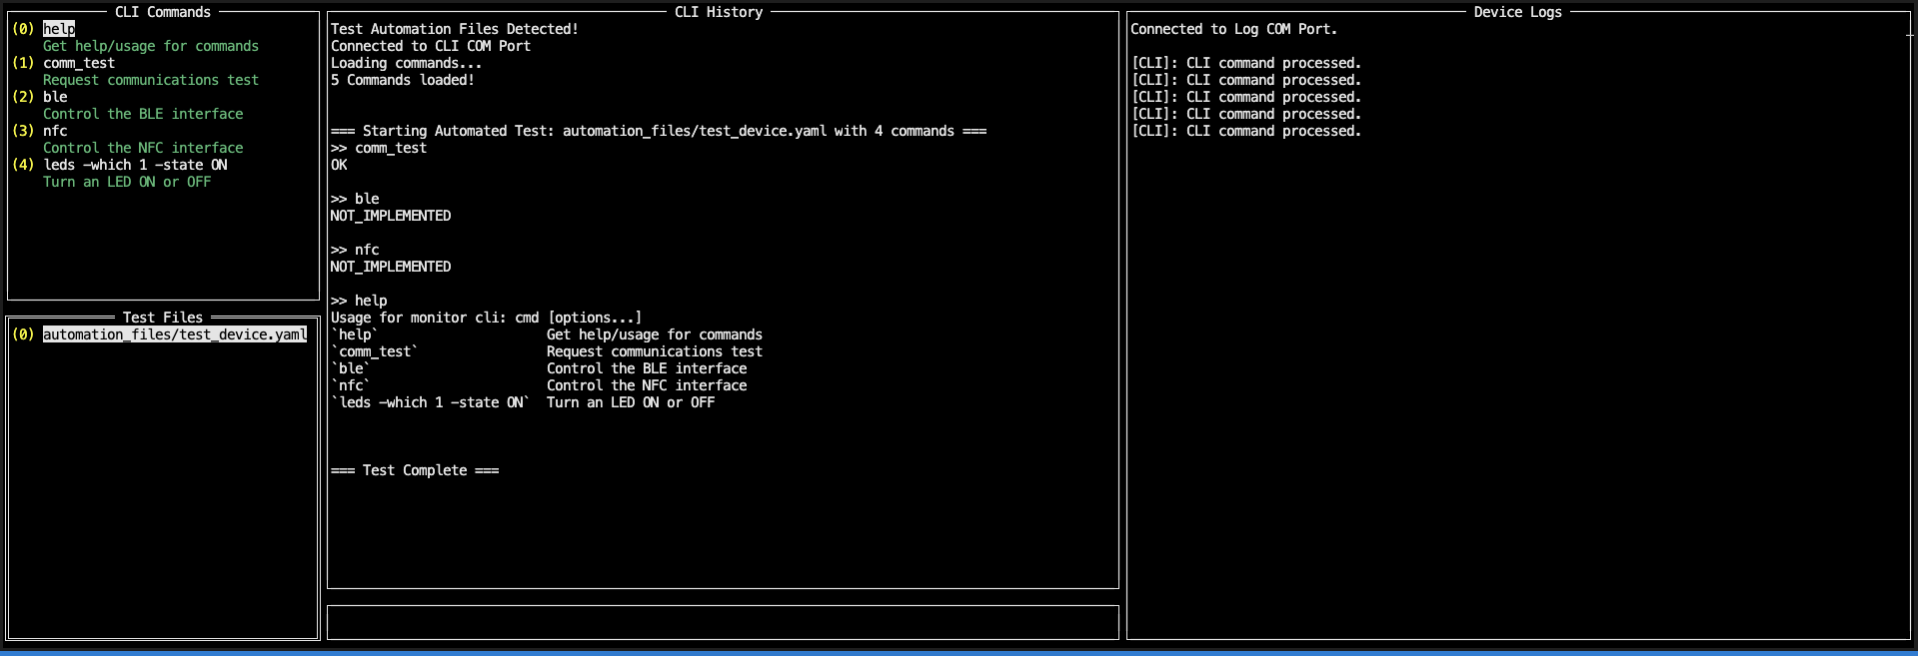 CLI Commands
(0) help
Get help/usage for commands
(1) comm_test
Request communications test
(2) ble
Control the BLE interface
(3) nfc
Control the NFC interface
(4) leds -which 1 -state ON
Turn an LED ON or OFF
Test Files
(0) automation_files/test_device.yaml
CLI History
Test Automation Files Detected!
Connected to CLI COM Port
Loading commands...
5 Commands loaded!
=== Starting Automated Test: automation_files/test_device.yaml with 4 commands ===
>> comm_test
OK
>> ble
NOT_IMPLEMENTED
>> nfc
NOT_IMPLEMENTED
>> help
Usage for monitor cli: cmd [options...]
`help` Get help/usage for commands
`comm_test` Request communications test
`ble` Control the BLE interface
`nfc` Control the NFC interface
`leds -which 1 -state ON` Turn an LED ON or OFF
=== Test Complete ===
Device Logs
Connected to Log COM Port.
[CLI]: CLI command processed.
[CLI]: CLI command processed.
[CLI]: CLI command processed.
[CLI]: CLI command processed.
[CLI]: CLI command processed.